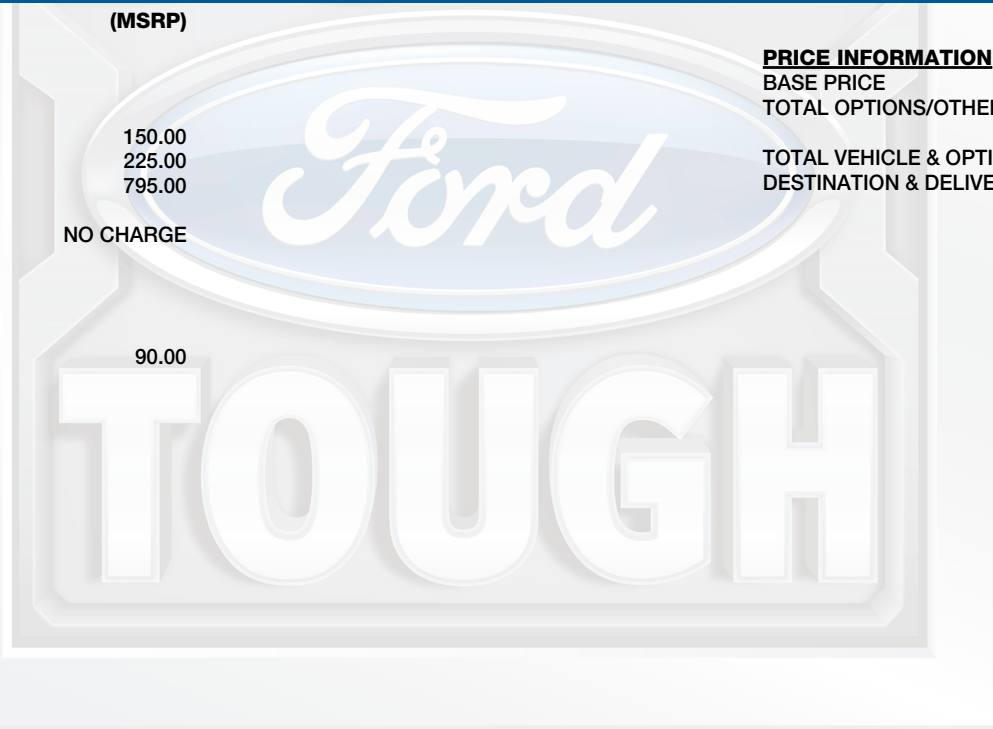 (MSRP)
150.00
225.00
795.00
NO CHARGE
90.00
PRICE INFORMATION
BASE PRICE
TOTAL OPTIONS/OTHER
TOTAL VEHICLE & OPTI
DESTINATION & DELIVE
Ford
TOUGH